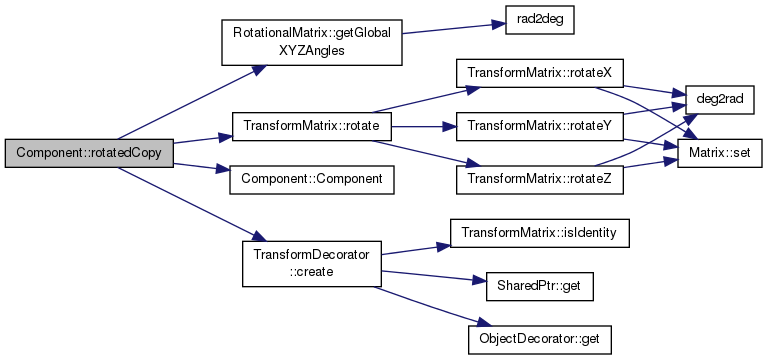 Component::rotatedCopy
RotationalMatrix::getGlobal
XYZAngles
rad2deg
TransformMatrix::rotate
TransformMatrix::rotateX
TransformMatrix::rotateY
TransformMatrix::rotateZ
deg2rad
Matrix::set
Component::Component
TransformDecorator
::create
TransformMatrix::isIdentity
SharedPtr::get
ObjectDecorator::get